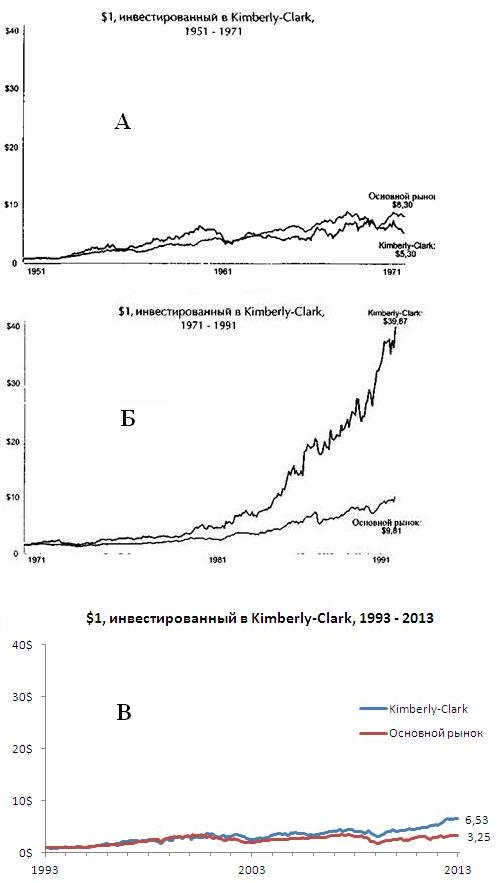 $1, инвестированный в Kimberly-Clark,
1951 - 1971
$40
$30
$20
$10
0
А
Основной рынок
$8,30
Kimberly-Clark:
$5,30
1951
1961
1971
$1, инвестированный в Kimberly-Clark,
1971 - 1991
$40
$30
$20
$10
0
Б
Kimberly-Clark:
$39,87
Основной рынок:
$9,81
1971
1981
1991
$1, инвестированный в Kimberly-Clark, 1993 - 2013
40$
30$
20$
10$
0$
В
Kimberly-Clark
Основной рынок
6,53
3,25
1993
2003
2013